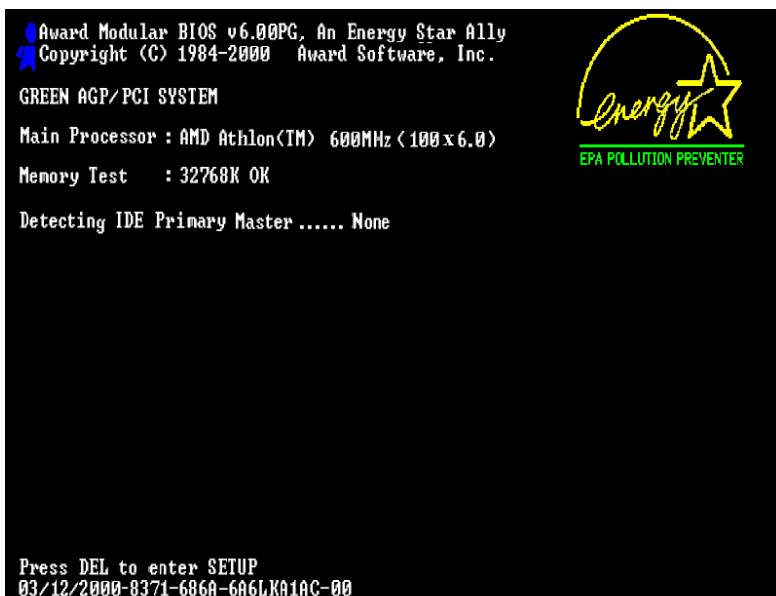 Award Modular BIOS v6.00PG, An Energy Star Ally
Copyright (C) 1984-2000 Award Software, Inc.
energy
EPA POLLUTION PREVENTER
GREEN AGP/PCI SYSTEM
Main Processor : AMD Athlon(TM) 600MHz (100x6.0)
Memory Test : 32768K OK
Detecting IDE Primary Master ...... None
Press DEL to enter SETUP
03/12/2000-8371-686A-6A6LKA1AC-00